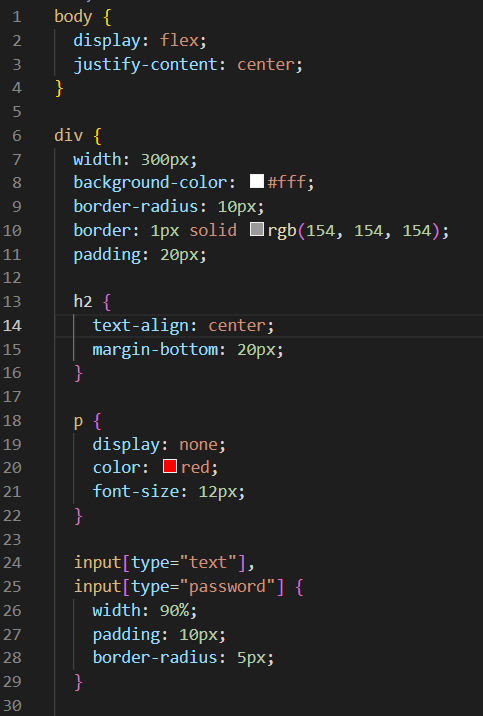 1 body {
2   display: flex;
3   justify-content: center;
4 }
5
6 div {
7   width: 300px;
8   background-color: #fff;
9   border-radius: 10px;
10   border: 1px solid rgb(154, 154, 154);
11   padding: 20px;
12
13   h2 {
14     text-align: center;
15     margin-bottom: 20px;
16   }
17
18   p {
19     display: none;
20     color: red;
21     font-size: 12px;
22   }
23
24   input[type="text"],
25   input[type="password"] {
26     width: 90%;
27     padding: 10px;
28     border-radius: 5px;
29   }
30